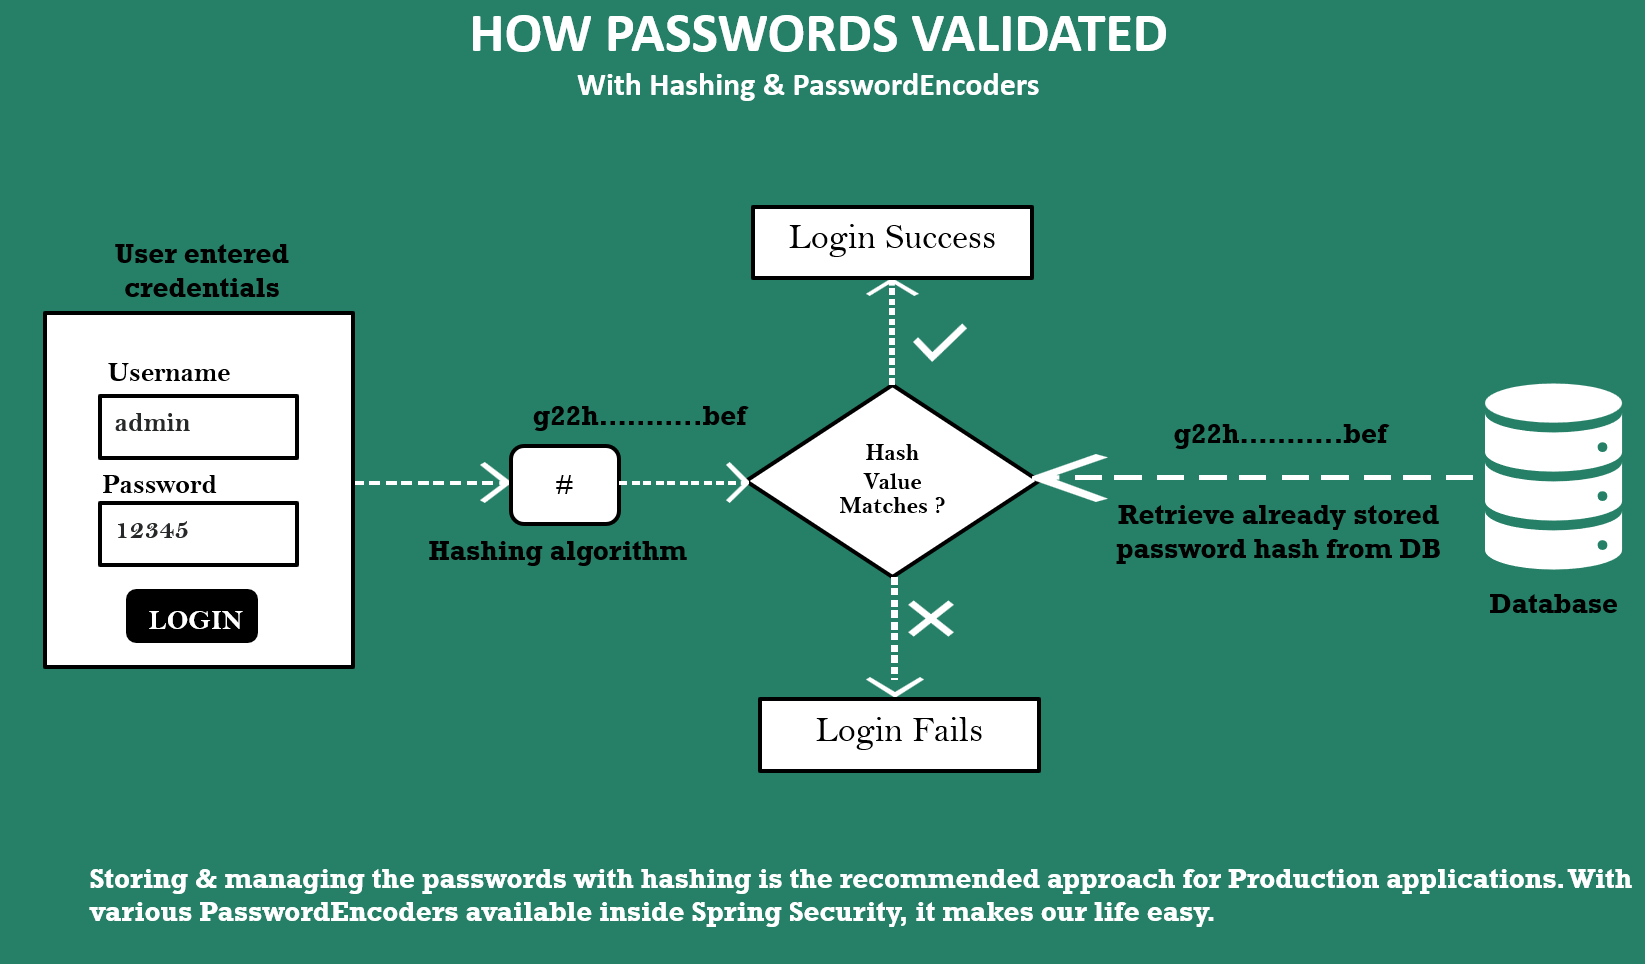 HOW PASSWORDS VALIDATED
With Hashing & PasswordEncoders
Login Success
User entered
credentials
Username
admin
Password
12345
LOGIN
g22h...........bef
#
Hashing algorithm
Hash
Value
Matches ?
g22h...........bef
Retrieve already stored
password hash from DB
Database
Login Fails
Storing & managing the passwords with hashing is the recommended approach for Production applications. With
various PasswordEncoders available inside Spring Security, it makes our life easy.